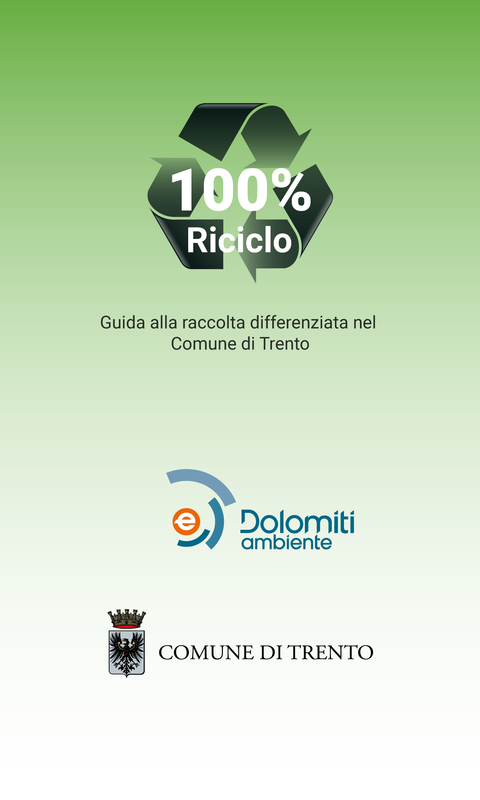 100%
Riciclo
Guida alla raccolta differenziata nel
Comune di Trento
e
Dolomiti
ambiente
COMUNE DI TRENTO